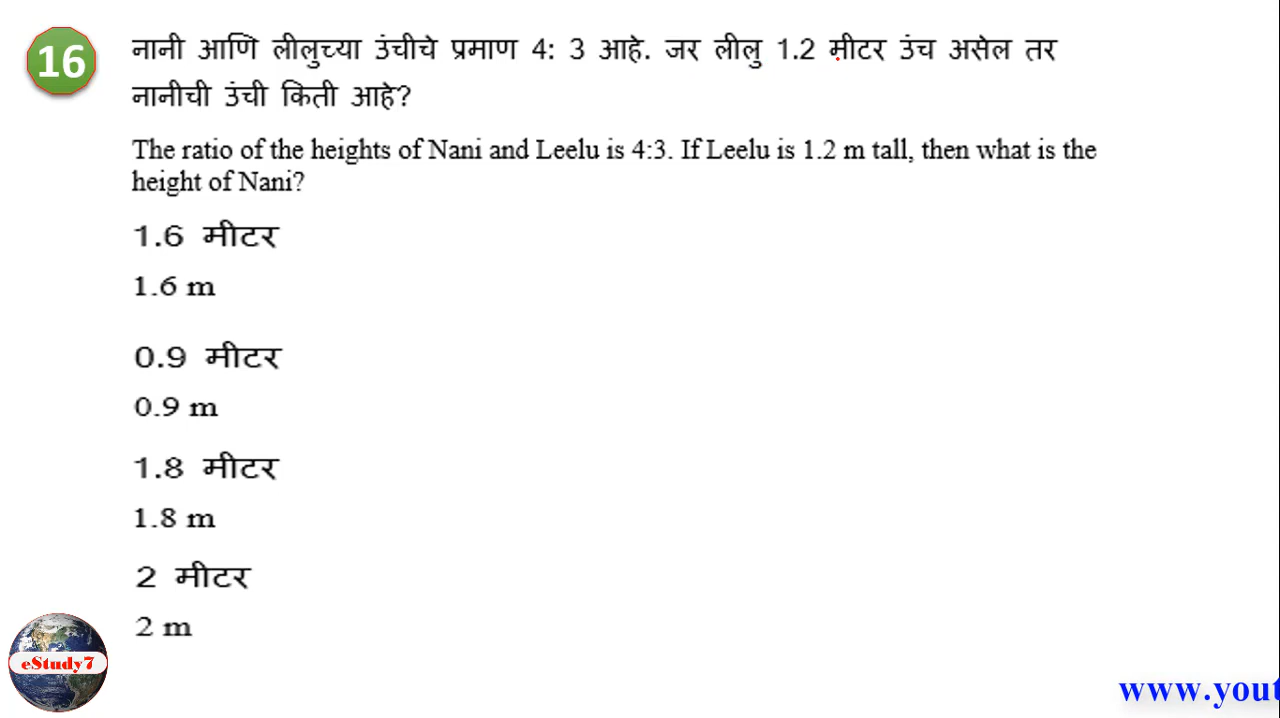 16
नानी आणि लीलुच्या उंचीचे प्रमाण 4: 3 आहे. जर लीलु 1.2 मीटर उंच असेल तर
नानीची उंची किती आहे?
The ratio of the heights of Nani and Leelu is 4:3. If Leelu is 1.2 m tall, then what is the
height of Nani?
1.6 मीटर
1.6 m
0.9 मीटर
0.9 m
1.8 मीटर
1.8 m
2 मीटर
2 m
eStudy7
www.yout